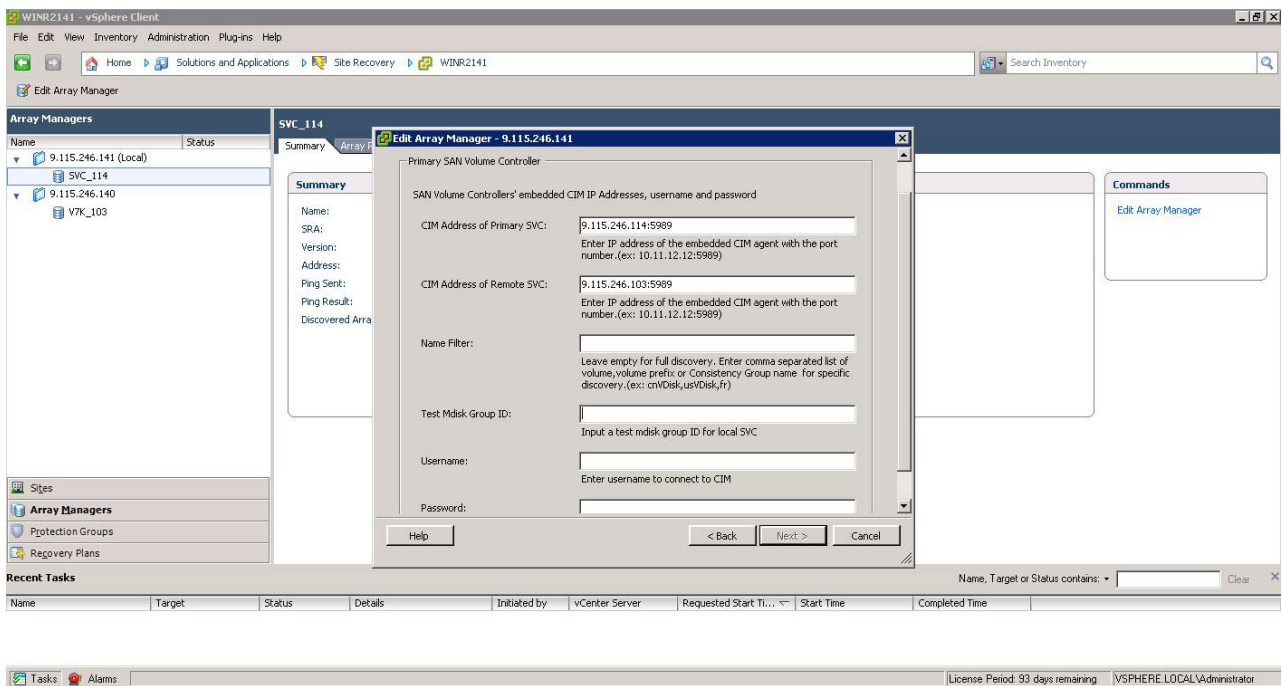 WINR2141 - vSphere Client
File Edit View Inventory Administration Plug-ins Help
Home Solutions and Applications Site Recovery WINR2141 Search Inventory
Edit Array Manager
Array Managers
Name Status
9.115.246.141 (Local)
SVC_114
9.115.246.140
V7K_103
Sites
Array Managers
Protection Groups
Recovery Plans
SVC_114
Summary Array P
Summary
Name:
SRA:
Version:
Address:
Ping Sent:
Ping Result:
Discovered Arra
Edit Array Manager - 9.115.246.141
Primary SAN Volume Controller
SAN Volume Controllers' embedded CIM IP Addresses, username and password
CIM Address of Primary SVC: 9.115.246.114:5989
Enter IP address of the embedded CIM agent with the port
number.(ex: 10.11.12.12:5989)
CIM Address of Remote SVC: 9.115.246.103:5989
Enter IP address of the embedded CIM agent with the port
number.(ex: 10.11.12.12:5989)
Name Filter:
Leave empty for full discovery. Enter comma separated list of
volume,volume prefix or Consistency Group name for specific
discovery.(ex: cnVDisk,usVDisk,fr)
Test Mdisk Group ID:
Input a test mdisk group ID for local SVC
Username:
Enter username to connect to CIM
Password:
Help < Back Next > Cancel
Commands
Edit Array Manager
Recent Tasks Name, Target or Status contains: Clear
Name Target Status Details Initiated by vCenter Server Requested Start Ti... Start Time Completed Time
Tasks Alarms License Period: 93 days remaining VSPHERE.LOCAL\Administrator